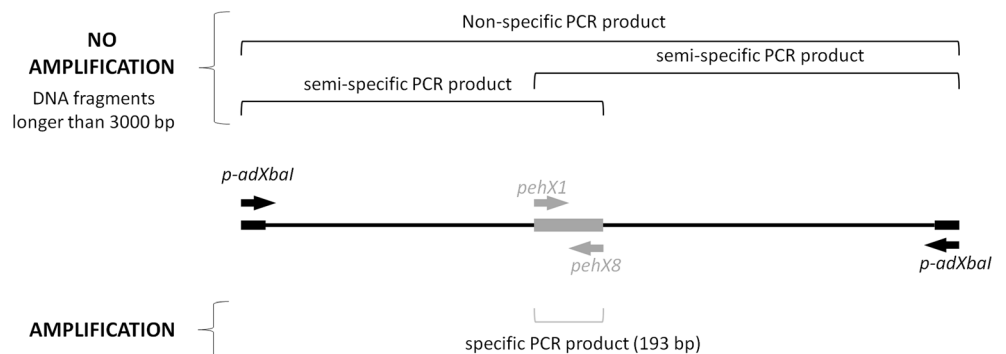 Non-specific PCR product
NO
AMPLIFICATION
DNA fragments
longer than 3000 bp
semi-specific PCR product
semi-specific PCR product
p-adXbaI
pehX1
pehX8
p-adXbaI
AMPLIFICATION
specific PCR product (193 bp)